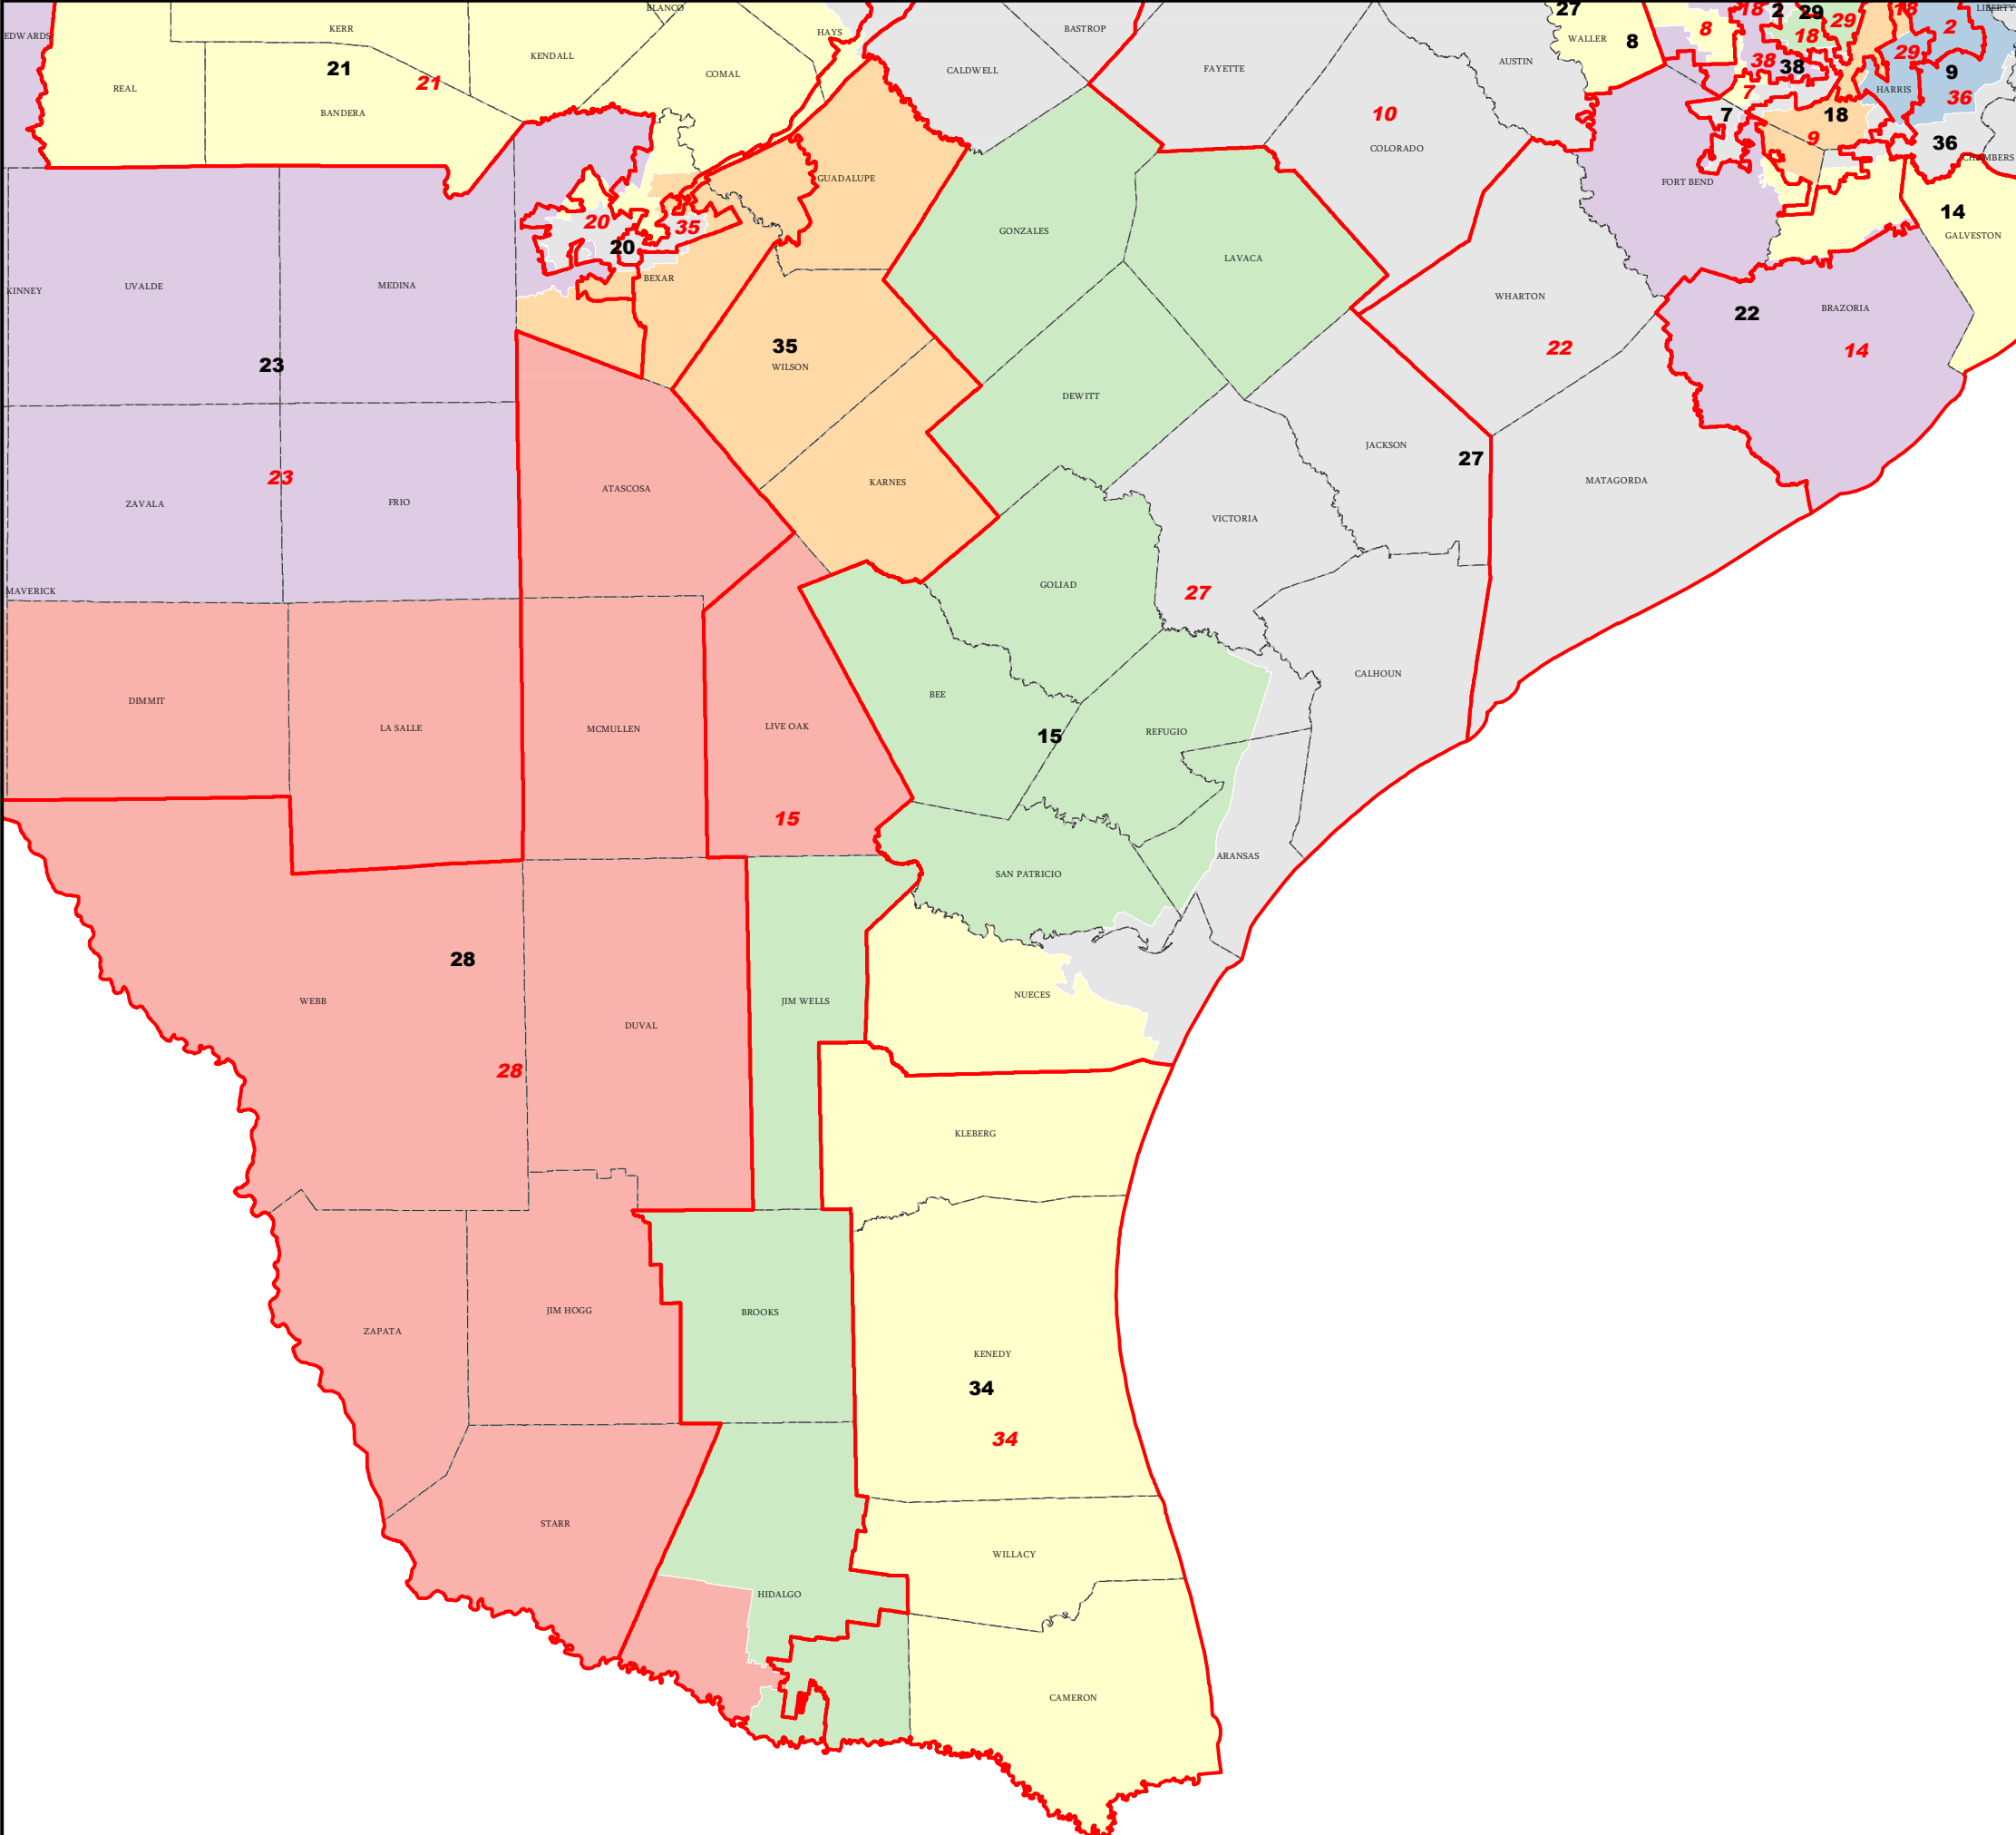 EDWARDS
KERR
BLANCO
HAYS
BASTROP
27
18
2
29
18
LIBERTY
REAL
21
21
BANDERA
KENDALL
COMAL
CALDWELL
FAYETTE
AUSTIN
WALLER
8
8
29
18
2
38
38
29
9
HARRIS
36
7
7
18
9
36
CHAMBERS
10
COLORADO
FORT BEND
14
GALVESTON
GUADALUPE
20
35
20
BEXAR
GONZALES
LAVACA
KINNEY
UVALDE
MEDINA
WHARTON
22
22
BRAZORIA
14
23
35
WILSON
DEWITT
JACKSON
27
23
ZAVALA
FRIO
ATASCOSA
KARNES
VICTORIA
MATAGORDA
MAVERICK
GOLIAD
27
DIMMIT
LA SALLE
MCMULLEN
LIVE OAK
BEE
15
REFUGIO
CALHOUN
15
ARANSAS
SAN PATRICIO
28
WEBB
JIM WELLS
NUECES
DUVAL
28
KLEBERG
ZAPATA
JIM HOGG
BROOKS
KENEDY
34
34
STARR
WILLACY
HIDALGO
CAMERON